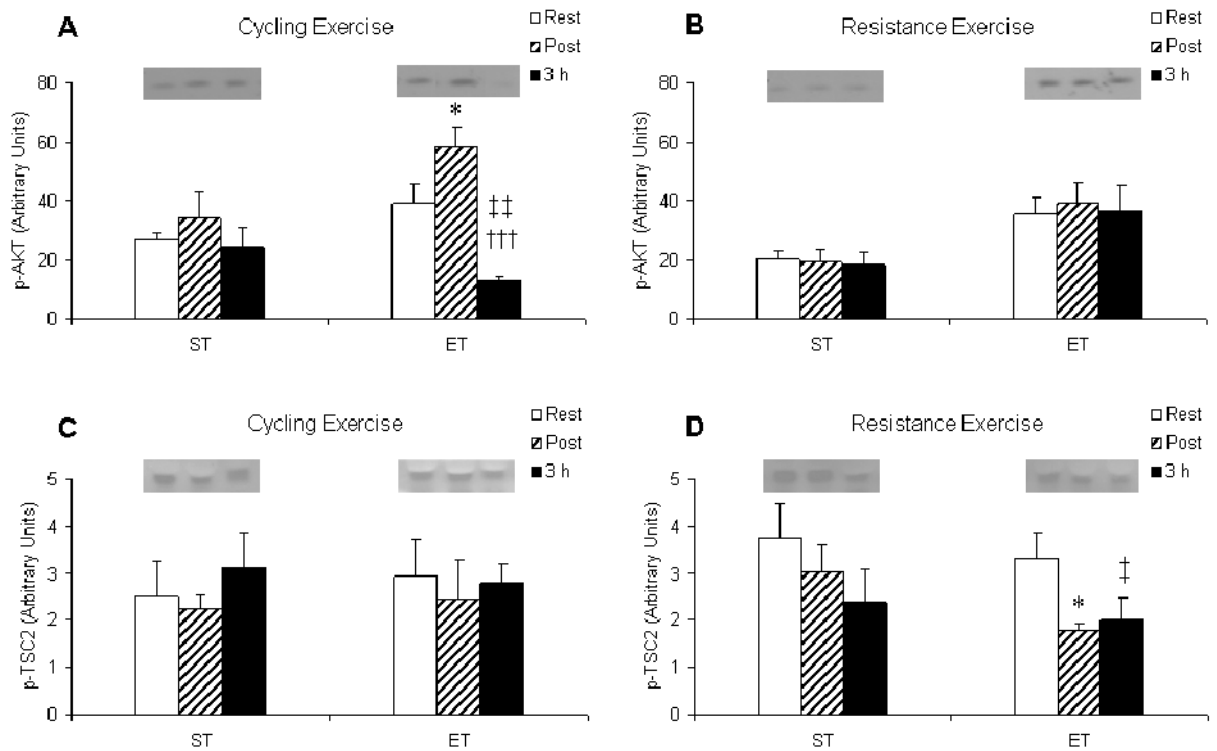 A
Cycling Exercise
Rest
Post
3 h
p-AKT (Arbitrary Units)
80
60
40
20
0
*
‡‡
†††
ST
ET
B
Resistance Exercise
Rest
Post
3 h
p-AKT (Arbitrary Units)
80
60
40
20
0
ST
ET
C
Cycling Exercise
Rest
Post
3 h
p-TSC2 (Arbitrary Units)
5
4
3
2
1
0
ST
ET
D
Resistance Exercise
Rest
Post
3 h
p-TSC2 (Arbitrary Units)
5
4
3
2
1
0
*
‡
ST
ET